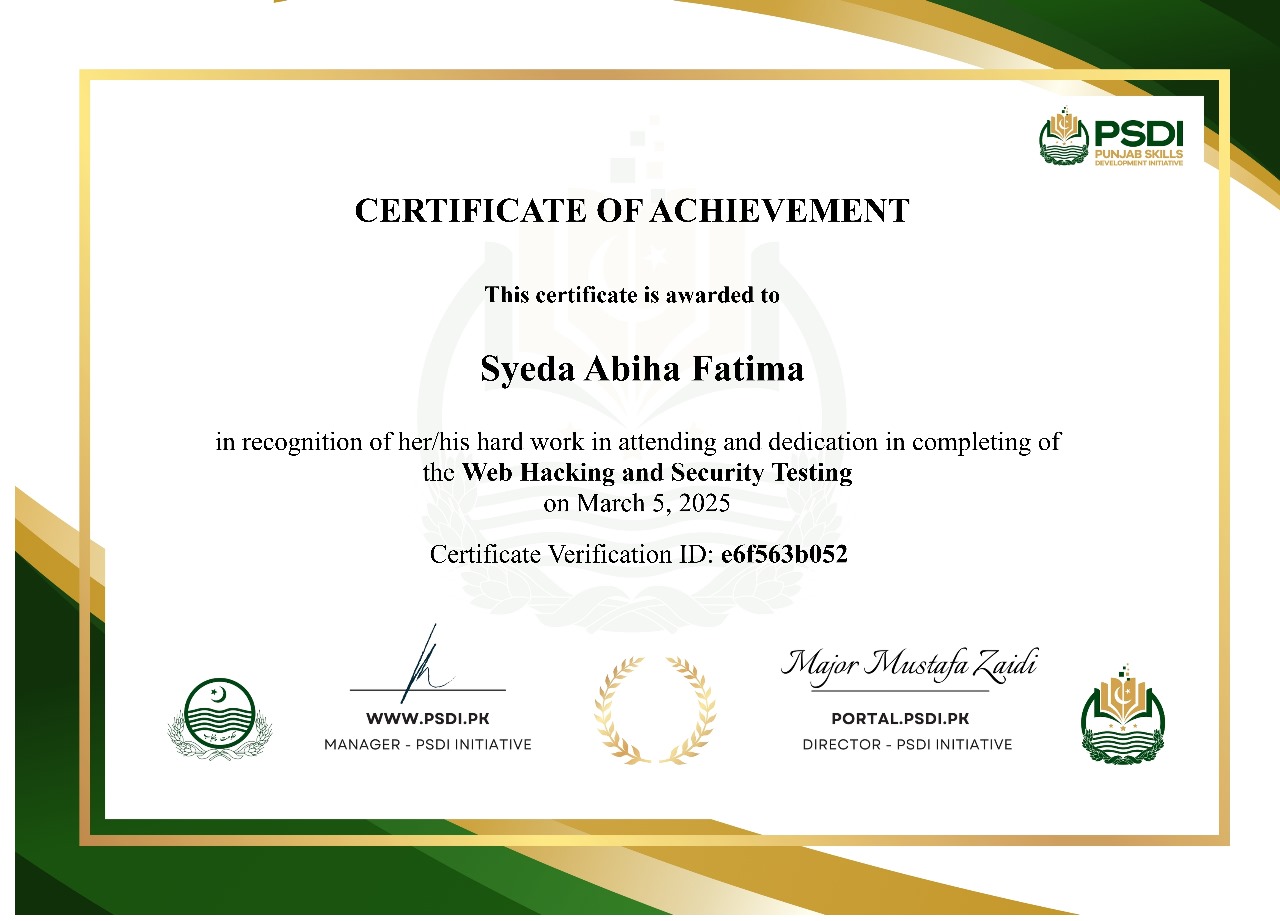 PSDI
PUNJAB SKILLS
DEVELOPMENT INITIATIVE
CERTIFICATE OF ACHIEVEMENT
This certificate is awarded to
Syeda Abiha Fatima
in recognition of her/his hard work in attending and dedication in completing of
the Web Hacking and Security Testing
on March 5, 2025
Certificate Verification ID: e6f563b052
Major Mustafa Zaidi
WWW.PSDI.PK
MANAGER - PSDI INITIATIVE
PORTAL.PSDI.PK
DIRECTOR - PSDI INITIATIVE
حکومت پنجاب